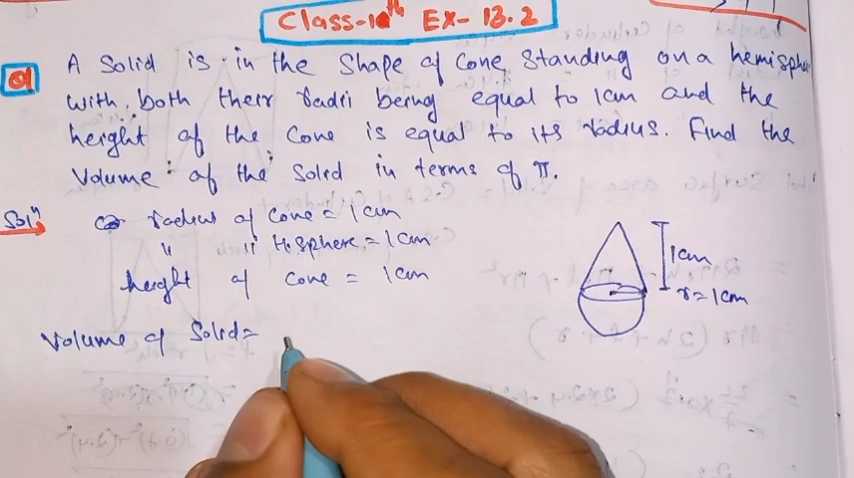 Class-10th EX- 13.2
Q1 A Solid is in the Shape of Cone Standing on a hemisphe
with both their radii being equal to 1cm and the
height of the Cone is equal to its radius. Find the
Volume of the Solid in terms of π.
Solⁿ radius of Cone = 1cm
" " H.sphere = 1cm
height of cone = 1cm
1cm
r=1cm
Volume of Solid=